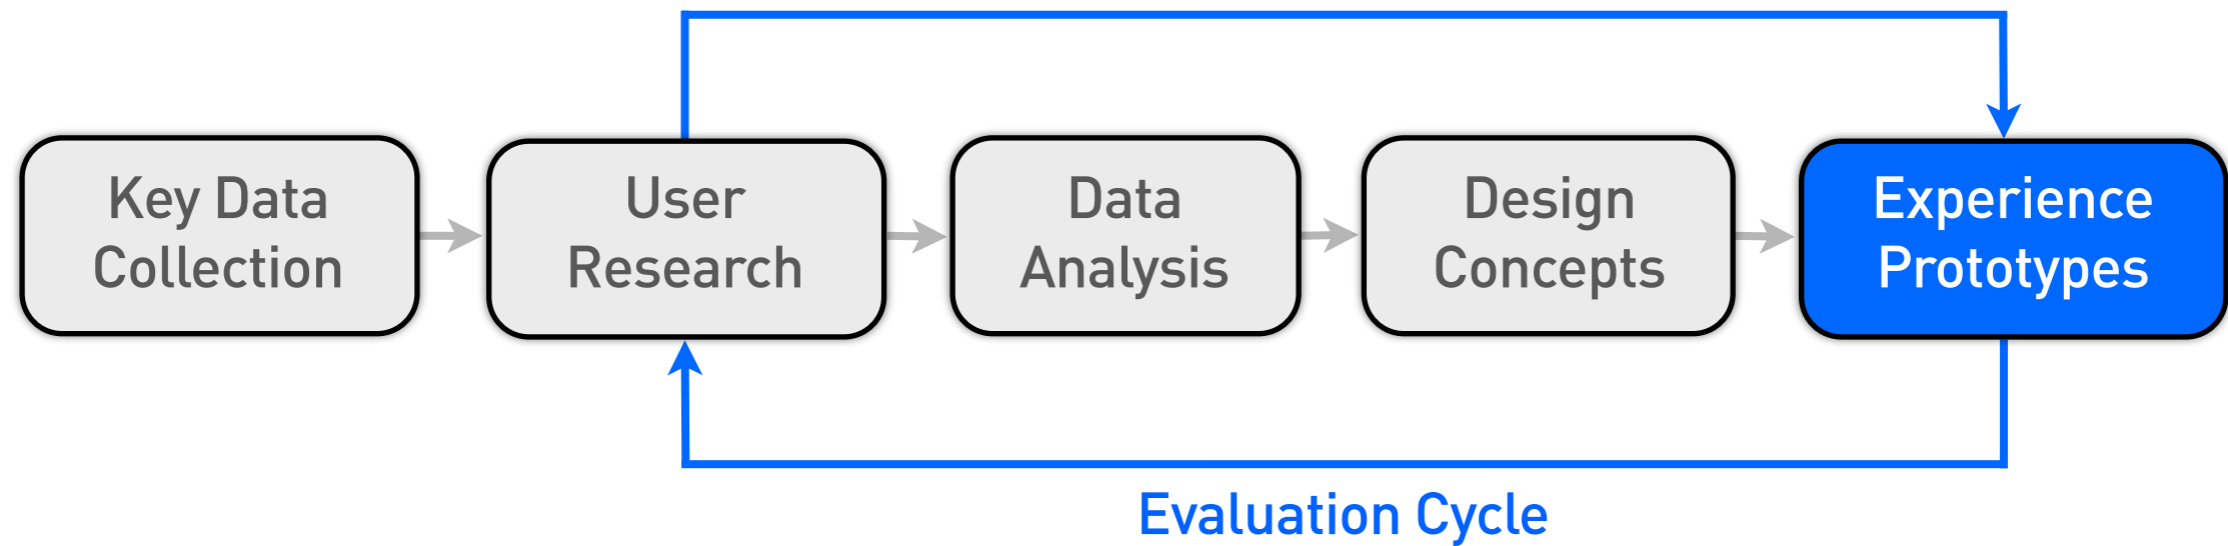 Key Data
Collection
User
Research
Data
Analysis
Design
Concepts
Experience
Prototypes
Evaluation Cycle